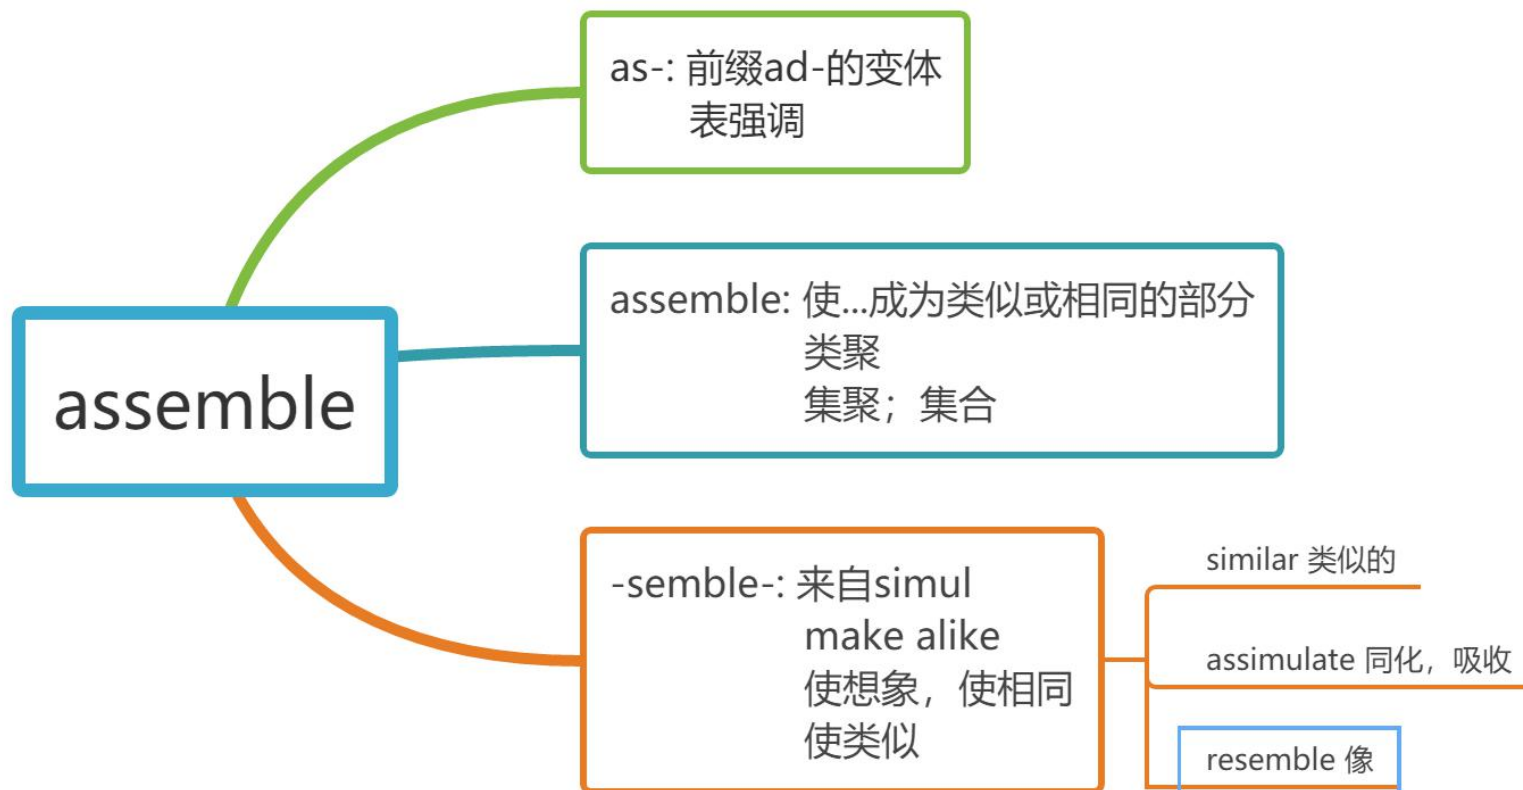 assemble
as-: 前缀ad-的变体
表强调
assemble: 使...成为类似或相同的部分
类聚
集聚；集合
-semble-: 来自simul
make alike
使想象，使相同
使类似
similar 类似的
assimulate 同化，吸收
resemble 像